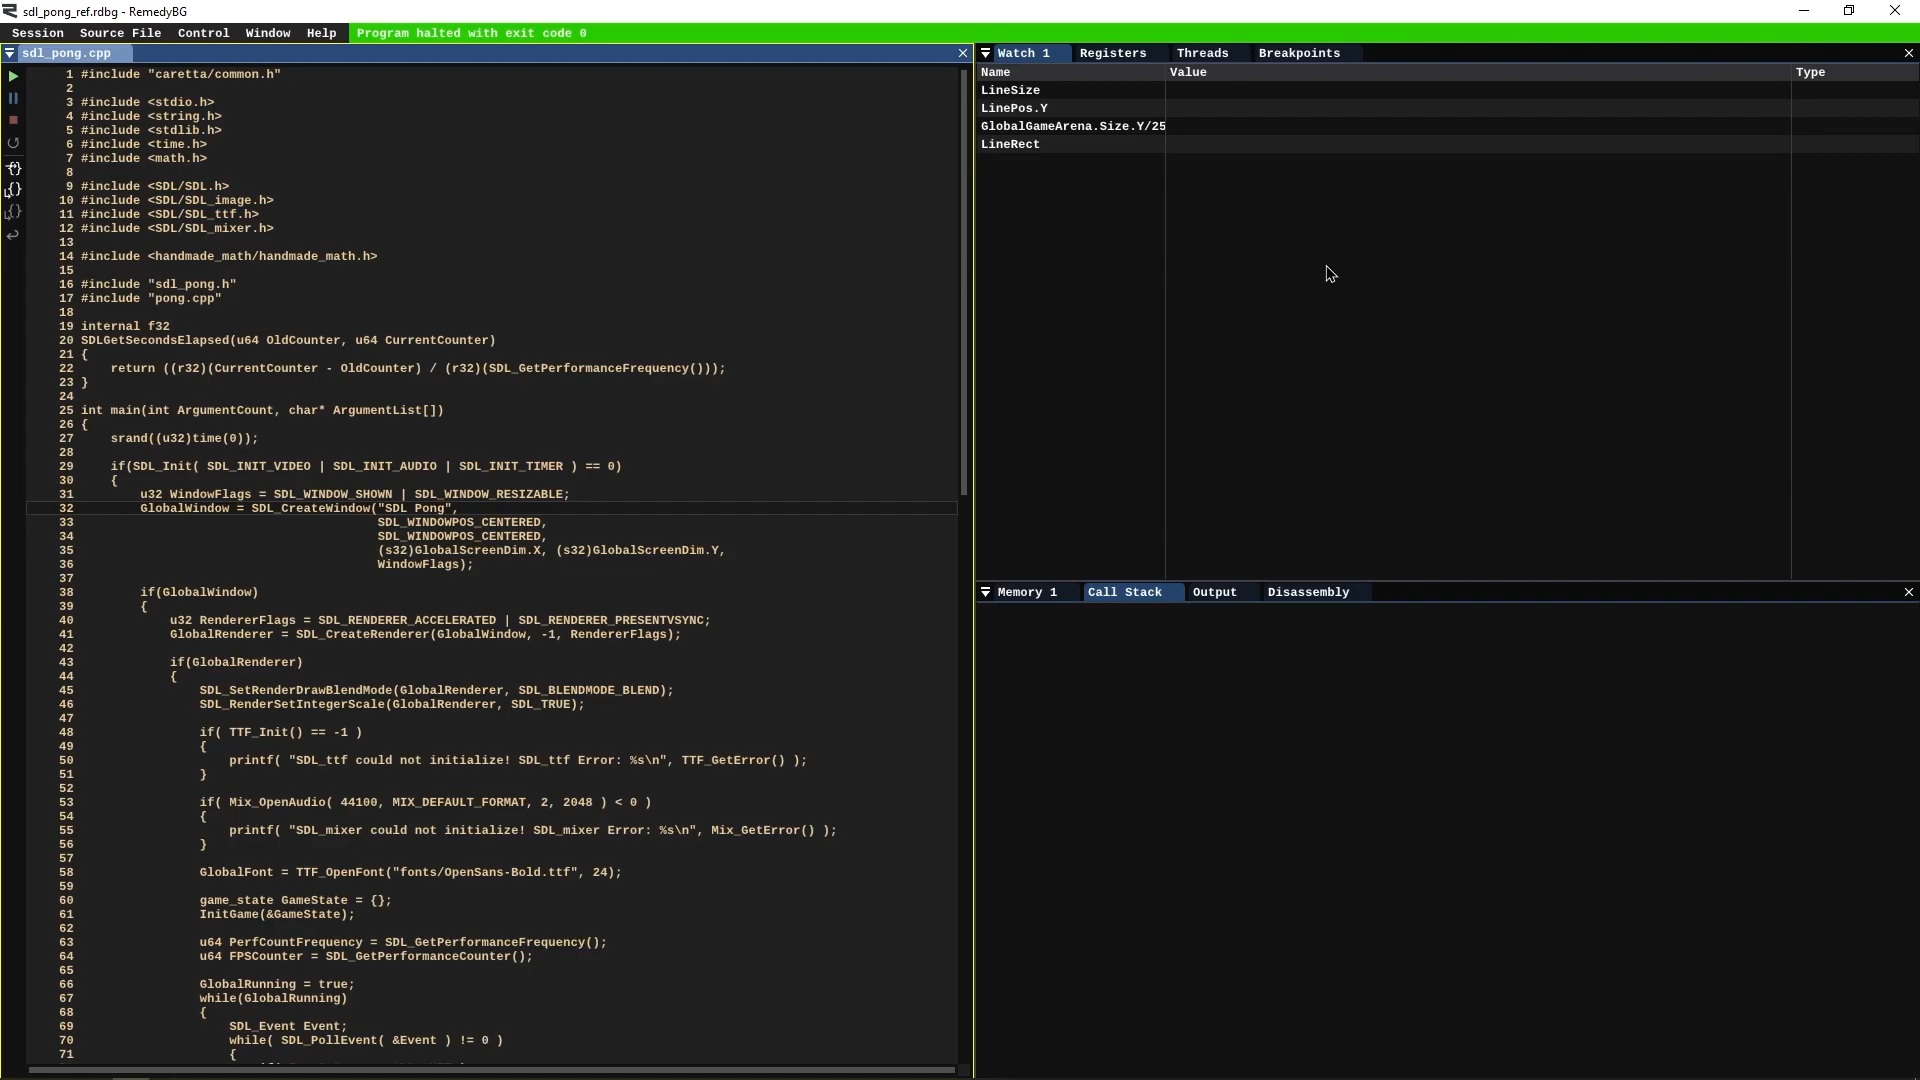 sdl_pong_ref.rdbg - RemedyBG
Session Source File Control Window Help Program halted with exit code 0
sdl_pong.cpp
1 #include "caretta/common.h"
2
3 #include <stdio.h>
4 #include <string.h>
5 #include <stdlib.h>
6 #include <time.h>
7 #include <math.h>
8
9 #include <SDL/SDL.h>
10 #include <SDL/SDL_image.h>
11 #include <SDL/SDL_ttf.h>
12 #include <SDL/SDL_mixer.h>
13
14 #include <handmade_math/handmade_math.h>
15
16 #include "sdl_pong.h"
17 #include "pong.cpp"
18
19 internal f32
20 SDLGetSecondsElapsed(u64 OldCounter, u64 CurrentCounter)
21 {
22     return ((r32)(CurrentCounter - OldCounter) / (r32)(SDL_GetPerformanceFrequency()));
23 }
24
25 int main(int ArgumentCount, char* ArgumentList[])
26 {
27     srand((u32)time(0));
28
29     if(SDL_Init( SDL_INIT_VIDEO | SDL_INIT_AUDIO | SDL_INIT_TIMER ) == 0)
30     {
31         u32 WindowFlags = SDL_WINDOW_SHOWN | SDL_WINDOW_RESIZABLE;
32         GlobalWindow = SDL_CreateWindow("SDL Pong",
33                                         SDL_WINDOWPOS_CENTERED,
34                                         SDL_WINDOWPOS_CENTERED,
35                                         (s32)GlobalScreenDim.X, (s32)GlobalScreenDim.Y,
36                                         WindowFlags);
37
38         if(GlobalWindow)
39         {
40             u32 RendererFlags = SDL_RENDERER_ACCELERATED | SDL_RENDERER_PRESENTVSYNC;
41             GlobalRenderer = SDL_CreateRenderer(GlobalWindow, -1, RendererFlags);
42
43             if(GlobalRenderer)
44             {
45                 SDL_SetRenderDrawBlendMode(GlobalRenderer, SDL_BLENDMODE_BLEND);
46                 SDL_RenderSetIntegerScale(GlobalRenderer, SDL_TRUE);
47
48                 if( TTF_Init() == -1 )
49                 {
50                     printf( "SDL_ttf could not initialize! SDL_ttf Error: %s\n", TTF_GetError() );
51                 }
52
53                 if( Mix_OpenAudio( 44100, MIX_DEFAULT_FORMAT, 2, 2048 ) < 0 )
54                 {
55                     printf( "SDL_mixer could not initialize! SDL_mixer Error: %s\n", Mix_GetError() );
56                 }
57
58                 GlobalFont = TTF_OpenFont("fonts/OpenSans-Bold.ttf", 24);
59
60                 game_state GameState = {};
61                 InitGame(&GameState);
62
63                 u64 PerfCountFrequency = SDL_GetPerformanceFrequency();
64                 u64 FPSCounter = SDL_GetPerformanceCounter();
65
66                 GlobalRunning = true;
67                 while(GlobalRunning)
68                 {
69                     SDL_Event Event;
70                     while( SDL_PollEvent( &Event ) != 0 )
71                     {
Watch 1 Registers Threads Breakpoints
Name Value Type
LineSize
LinePos.Y
GlobalGameArena.Size.Y/25
LineRect
Memory 1 Call Stack Output Disassembly